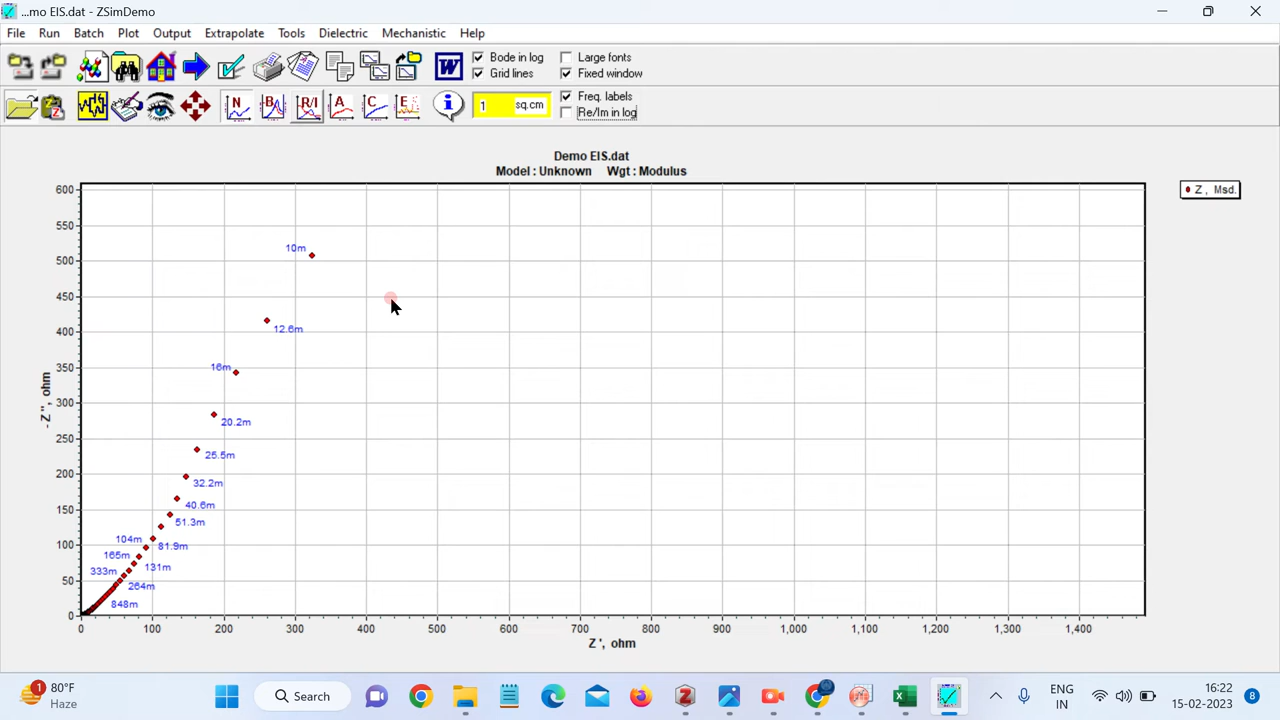 ...mo EIS.dat - ZSimDemo
File Run Batch Plot Output Extrapolate Tools Dielectric Mechanistic Help
W Bode in log Large fonts
Grid lines Fixed window
N B R/I A C E i 1 sq.cm Freq. labels
Re/Im in log
Demo EIS.dat
Model : Unknown Wgt : Modulus
Z , Msd.
600
550
10m
500
450
12.6m
400
16m
350
300
20.2m
250
25.5m
200
32.2m
40.6m
150
51.3m
104m
100
81.9m
165m
131m
333m
50
264m
848m
0
- Z'', ohm
0 100 200 300 400 500 600 700 800 900 1,000 1,100 1,200 1,300 1,400
Z ', ohm
1
80°F
Haze
Search
ENG
IN
16:22
15-02-2023
8